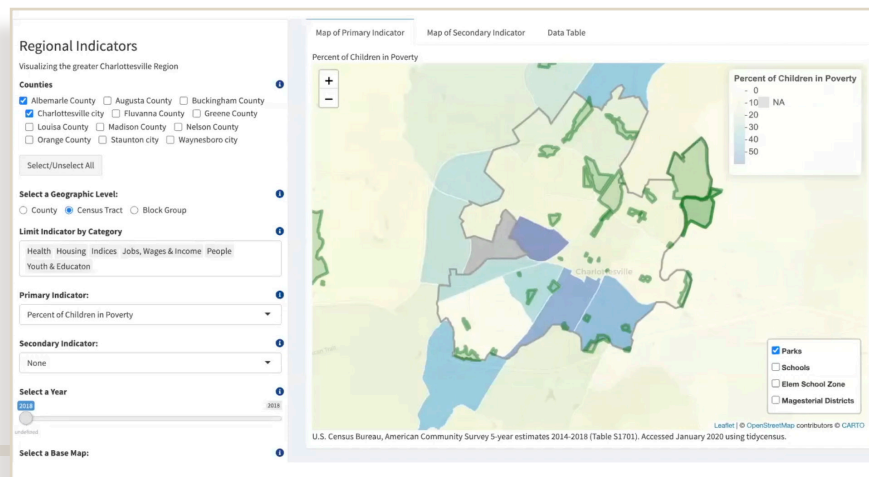 Regional Indicators
Visualizing the greater Charlottesville Region
Counties
Albemarle County Augusta County Buckingham County
Charlottesville city Fluvanna County Greene County
Louisa County Madison County Nelson County
Orange County Staunton city Waynesboro city
Select/Unselect All
Select a Geographic Level:
County Census Tract Block Group
Limit Indicator by Category
Health Housing Indices Jobs, Wages & Income People
Youth & Educaton
Primary Indicator:
Percent of Children in Poverty
Secondary Indicator:
None
Select a Year
2018 2018
undefined
Select a Base Map:
Map of Primary Indicator Map of Secondary Indicator Data Table
Percent of Children in Poverty
+
−
Percent of Children in Poverty
- 0
- 10 NA
- 20
- 30
- 40
- 50
Charlottesville
Parks
Schools
Elem School Zone
Magesterial Districts
Leaflet | © OpenStreetMap contributors © CARTO
U.S. Census Bureau, American Community Survey 5-year estimates 2014-2018 (Table S1701). Accessed January 2020 using tidycensus.